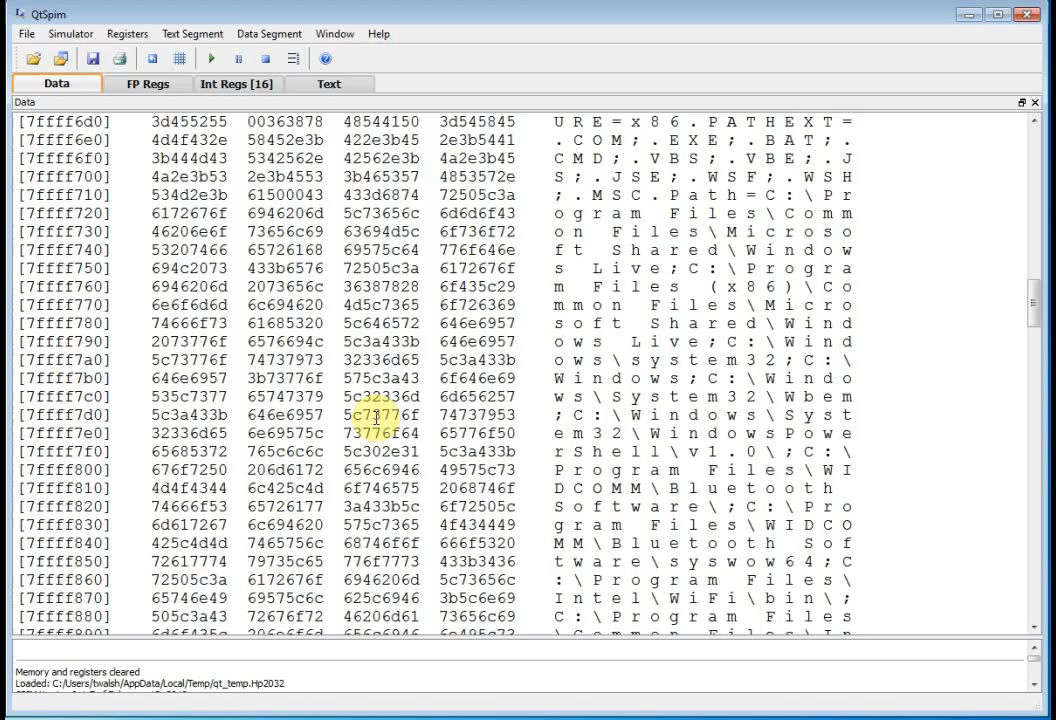 QtSpim
File Simulator Registers Text Segment Data Segment Window Help
Data FP Regs Int Regs [16] Text
Data
[7ffff6d0] 3d455255 00363878 48544150 3d545845 U R E = x 8 6 . P A T H E X T =
[7ffff6e0] 4d4f432e 58452e3b 422e3b45 2e3b5441 . C O M ; . E X E ; . B A T ; .
[7ffff6f0] 3b444d43 5342562e 42562e3b 4a2e3b45 C M D ; . V B S ; . V B E ; . J
[7ffff700] 4a2e3b53 2e3b4553 3b465357 4853572e S ; . J S E ; . W S F ; . W S H
[7ffff710] 534d2e3b 61500043 433d6874 72505c3a ; . M S C . P a t h = C : \ P r
[7ffff720] 6172676f 6946206d 5c73656c 6d6d6f43 o g r a m F i l e s \ C o m m
[7ffff730] 46206e6f 73656c69 63694d5c 6f736f72 o n F i l e s \ M i c r o s o
[7ffff740] 53207466 65726168 69575c64 776f646e f t S h a r e d \ W i n d o w
[7ffff750] 694c2073 433b6576 72505c3a 6172676f s L i v e ; C : \ P r o g r a
[7ffff760] 6946206d 2073656c 36387828 6f435c29 m F i l e s ( x 8 6 ) \ C o
[7ffff770] 6e6f6d6d 6c694620 4d5c7365 6f726369 m m o n F i l e s \ M i c r o
[7ffff780] 74666f73 61685320 5c646572 646e6957 s o f t S h a r e d \ W i n d
[7ffff790] 2073776f 6576694c 5c3a433b 646e6957 o w s L i v e ; C : \ W i n d
[7ffff7a0] 5c73776f 74737973 32336d65 5c3a433b o w s \ s y s t e m 3 2 ; C : \
[7ffff7b0] 646e6957 3b73776f 575c3a43 6f646e69 W i n d o w s ; C : \ W i n d o
[7ffff7c0] 535c7377 65747379 5c32336d 6d656257 w s \ S y s t e m 3 2 \ W b e m
[7ffff7d0] 5c3a433b 646e6957 5c73776f 74737953 ; C : \ W i n d o w s \ S y s t
[7ffff7e0] 32336d65 6e69575c 73776f64 65776f50 e m 3 2 \ W i n d o w s P o w e
[7ffff7f0] 65685372 765c6c6c 5c302e31 5c3a433b r S h e l l \ v 1 . 0 \ ; C : \
[7ffff800] 676f7250 206d6172 656c6946 49575c73 P r o g r a m F i l e s \ W I
[7ffff810] 4d4f4344 6c425c4d 6f746575 2068746f D C O M M \ B l u e t o o t h
[7ffff820] 74666f53 65726177 3a433b5c 6f72505c S o f t w a r e \ ; C : \ P r o
[7ffff830] 6d617267 6c694620 575c7365 4f434449 g r a m F i l e s \ W I D C O
[7ffff840] 425c4d4d 7465756c 68746f6f 666f5320 M M \ B l u e t o o t h S o f
[7ffff850] 72617774 79735c65 776f7773 433b3436 t w a r e \ s y s w o w 6 4 ; C
[7ffff860] 72505c3a 6172676f 6946206d 5c73656c : \ P r o g r a m F i l e s \
[7ffff870] 65746e49 69575c6c 625c6946 3b5c6e69 I n t e l \ W i F i \ b i n \ ;
[7ffff880] 505c3a43 72676f72 46206d61 73656c69 C : \ P r o g r a m F i l e s
Memory and registers cleared
Loaded: C:/Users/twalsh/AppData/Local/Temp/qt_temp.Hp2032